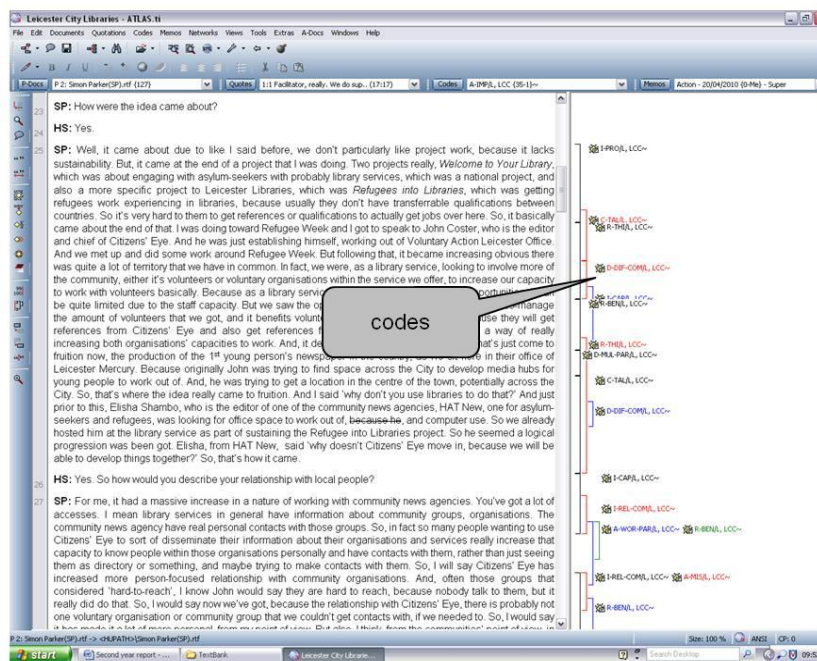 Leicester City Libraries - ATLAS.ti
File Edit Documents Quotations Codes Memos Networks Views Tools Extras A-Docs Windows Help
P-Docs P 2: Simon Parker(SP).rtf {127} Quotes 1:1 Facilitator, really. We do sup.. (17:17) Codes A-IMP/L, LCC {35-1}~ Memos Action - 20/04/2010 {0-Me} - Super
23 SP: How were the idea came about?
24 HS: Yes.
25 SP: Well, it came about due to like I said before, we don't particularly like project work, because it lacks
sustainability. But, it came at the end of a project that I was doing. Two projects really, Welcome to Your Library,
which was about engaging with asylum-seekers with probably library services, which was a national project, and
also a more specific project to Leicester Libraries, which was Refugees into Libraries, which was getting
refugees work experiencing in libraries, because usually they don't have transferrable qualifications between
countries. So it's very hard to them to get references or qualifications to actually get jobs over here. So, it basically
came about the end of that. I was doing toward Refugee Week and I got to speak to John Coster, who is the editor
and chief of Citizens' Eye. And he was just establishing himself, working out of Voluntary Action Leicester Office.
And we met up and did some work around Refugee Week. But following that, it became increasing obvious there
was quite a lot of territory that we have in common. In fact, we were, as a library service, looking to involve more of
the community, either it's volunteers or voluntary organisations within the service we offer, to increase our capacity
to work with volunteers basically. Because as a library servic
be quite limited due to the staff capacity. But we saw the op manage
the amount of volunteers that we got, and it benefits volunt use they will get
references from Citizens' Eye and also get references f a way of really
increasing both organisations' capacities to work. And, it de hat's just come to
fruition now, the production of the 1st young person's newspape in their office of
Leicester Mercury. Because originally John was trying to find space across the City to develop media hubs for
young people to work out of. And, he was trying to get a location in the centre of the town, potentially across the
City. So, that's where the idea really came to fruition. And I said 'why don't you use libraries to do that?' And just
prior to this, Elisha Shambo, who is the editor of one of the community news agencies, HAT New, one for asylum-
seekers and refugees, was looking for office space to work out of, because he, and computer use. So we already
hosted him at the library service as part of sustaining the Refugee into Libraries project. So he seemed a logical
progression was been got. Elisha, from HAT New, said 'why doesn't Citizens' Eye move in, because we will be
able to develop things together?' So, that's how it came.
26 HS: Yes. So how would you describe your relationship with local people?
27 SP: For me, it had a massive increase in a nature of working with community news agencies. You've got a lot of
accesses. I mean library services in general have information about community groups, organisations. The
community news agency have real personal contacts with those groups. So, in fact so many people wanting to use
Citizens' Eye to sort of disseminate their information about their organisations and services really increase that
capacity to know people within those organisations personally and have contacts with them, rather than just seeing
them as directory or something, and maybe trying to make contacts with them. So, I will say Citizens' Eye has
increased more person-focused relationship with community organisations. And, often those groups that
considered 'hard-to-reach', I know John would say they are hard to reach, because nobody talk to them, but it
really did do that. So, I would say now we've got, because the relationship with Citizens' Eye, there is probably not
one voluntary organisation or community group that we couldn't get contacts with, if we needed to. So, I would say
codes
I-PRO/L, LCC~
C-TAL/L, LCC~
R-THI/L, LCC~
D-DIF-COM/L, LCC~
R-BEN/L, LCC~
R-THI/L, LCC~
D-MUL-PAR/L, LCC~
C-TAL/L, LCC~
D-DIF-COM/L, LCC~
I-CAP/L, LCC~
I-REL-COM/L, LCC~
A-WOR-PAR/L, LCC~ R-BEN/L, LCC~
I-REL-COM/L, LCC~ A-MIS/L, LCC~
R-BEN/L, LCC~
P 2: Simon Parker(SP).rtf -> <HUPATH>\Simon Parker(SP).rtf Size: 100 % ANSI CP: 0
start Second year report - ... TextBank Leicester City Librarie... Search Desktop